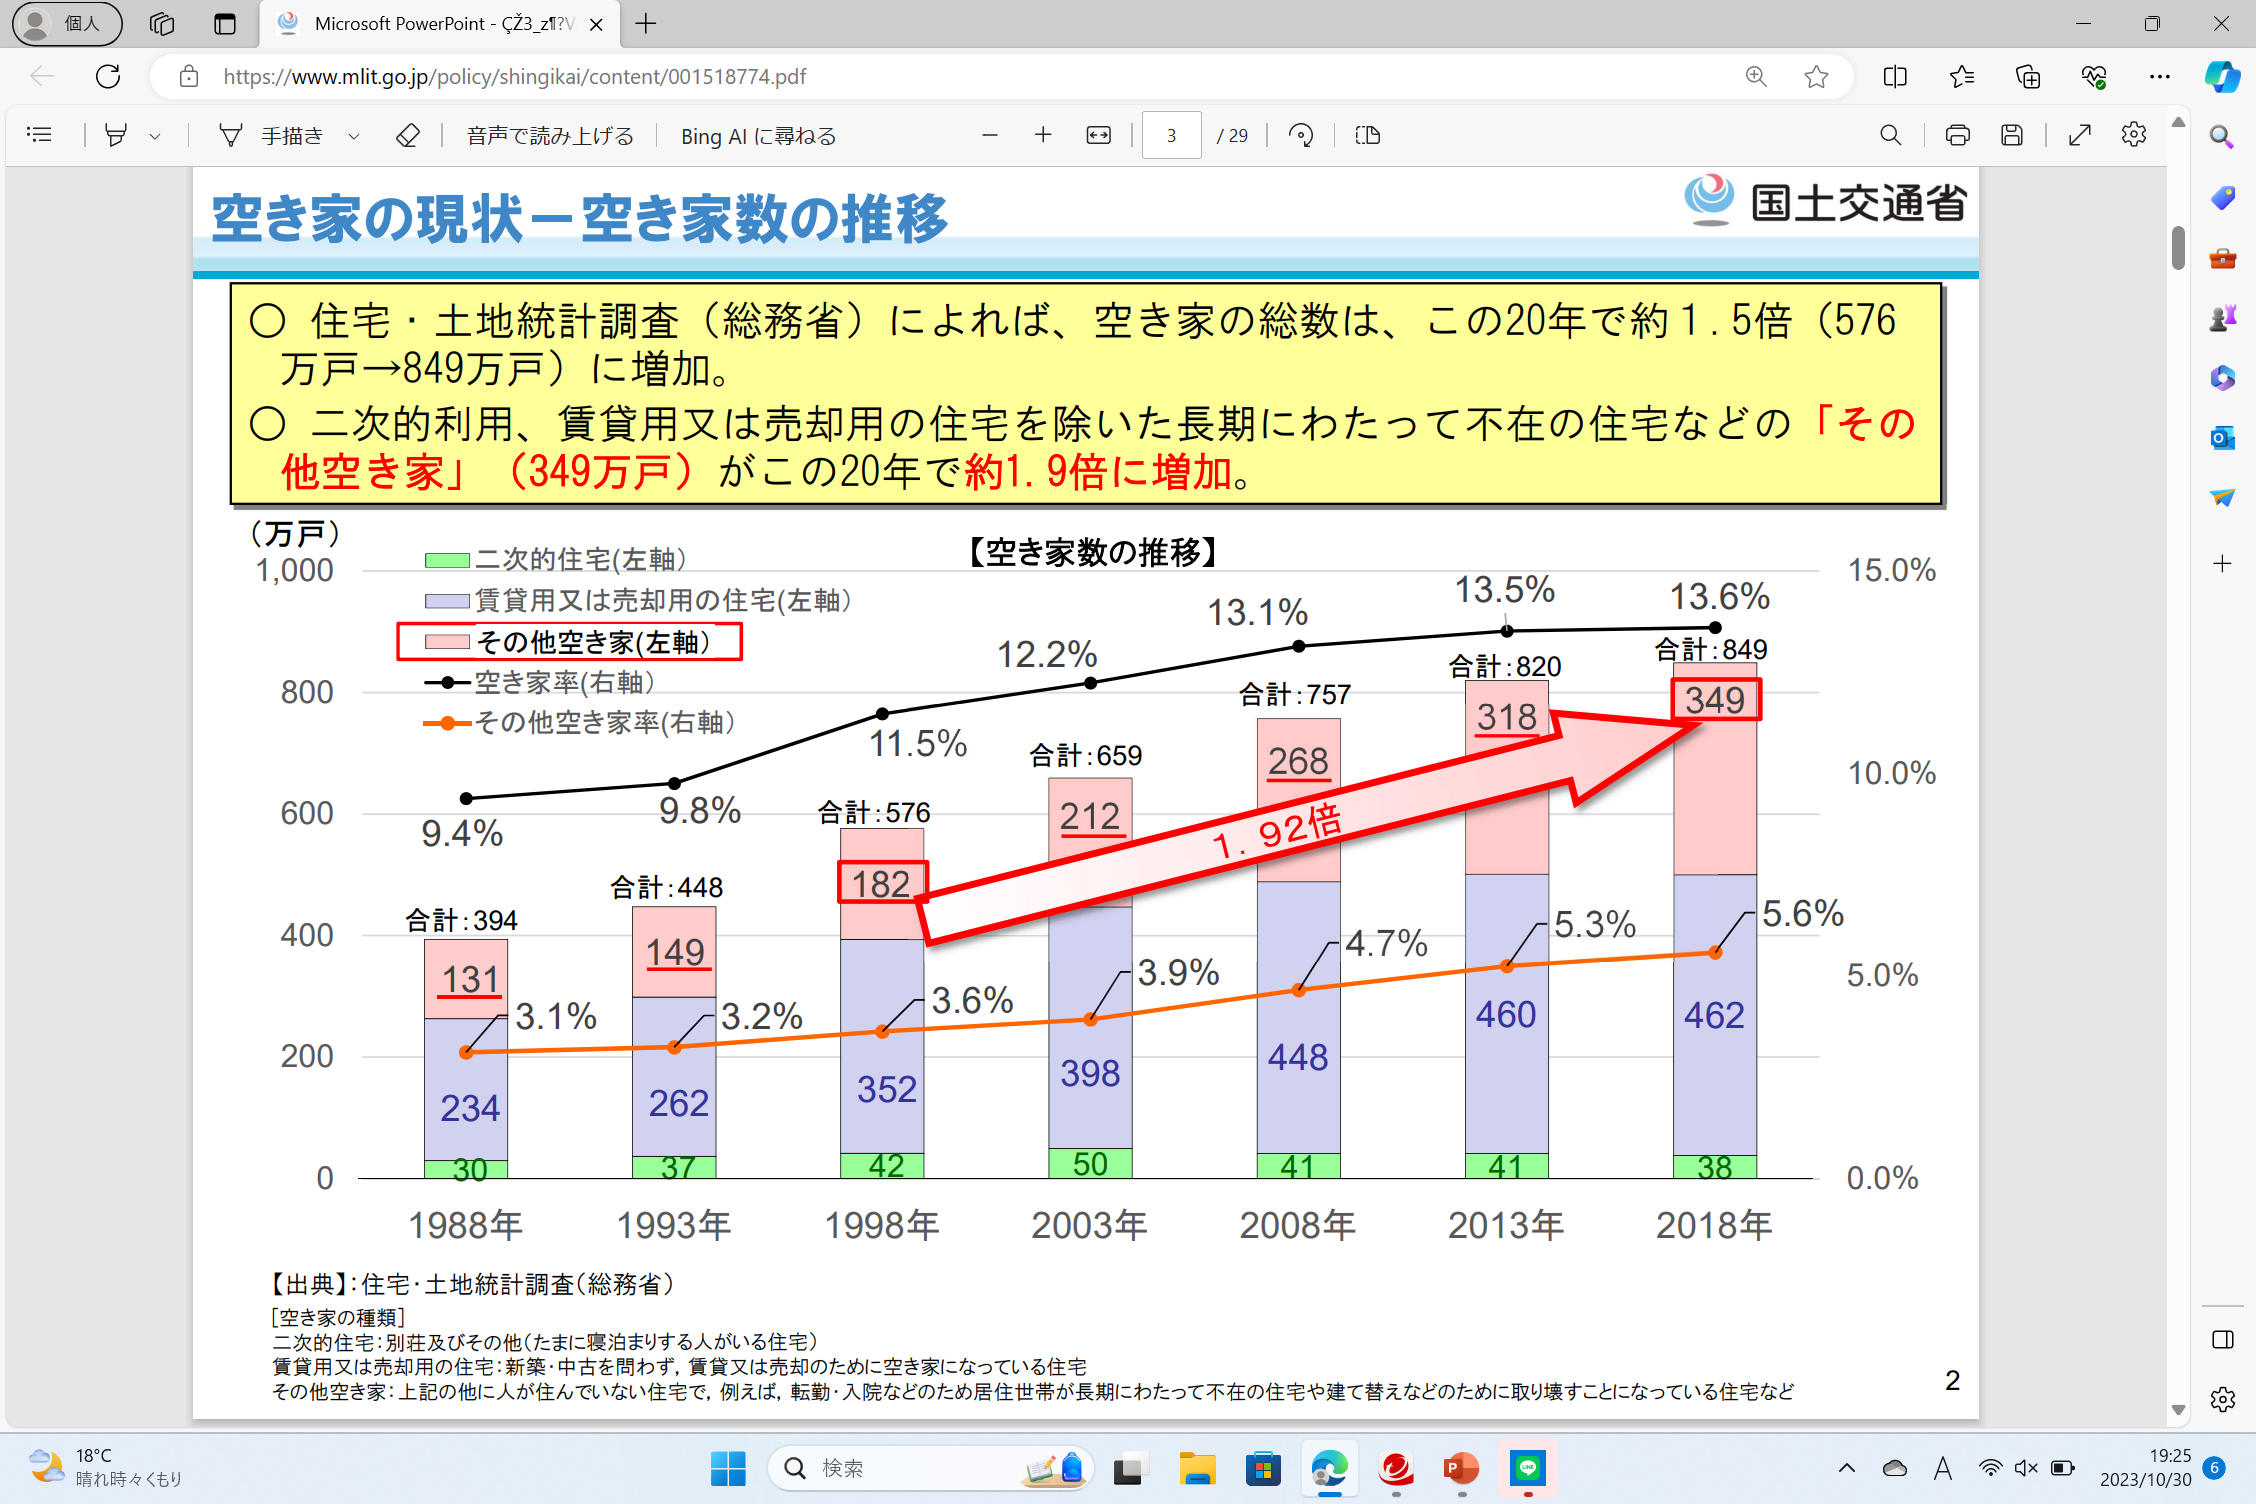 個人
Microsoft PowerPoint - ÇŽ3_z¶?V
https://www.mlit.go.jp/policy/shingikai/content/001518774.pdf
手描き
音声で読み上げる
Bing AI に尋ねる
3
/ 29
空き家の現状－空き家数の推移
国土交通省
○ 住宅・土地統計調査（総務省）によれば、空き家の総数は、この20年で約１.5倍（576
万戸→849万戸）に増加。
○ 二次的利用、賃貸用又は売却用の住宅を除いた長期にわたって不在の住宅などの「その
他空き家」（349万戸）がこの20年で約1.9倍に増加。
（万戸）
【空き家数の推移】
二次的住宅(左軸）
賃貸用又は売却用の住宅(左軸）
その他空き家(左軸）
空き家率(右軸）
その他空き家率(右軸）
1,000
800
600
400
200
0
15.0%
10.0%
5.0%
0.0%
9.4%
9.8%
11.5%
12.2%
13.1%
13.5%
13.6%
合計：394
合計：448
合計：576
合計：659
合計：757
合計：820
合計：849
131
149
182
212
268
318
349
１．９２倍
3.1%
3.2%
3.6%
3.9%
4.7%
5.3%
5.6%
234
262
352
398
448
460
462
30
37
42
50
41
41
38
1988年
1993年
1998年
2003年
2008年
2013年
2018年
【出典】：住宅・土地統計調査（総務省）
［空き家の種類］
二次的住宅：別荘及びその他（たまに寝泊まりする人がいる住宅）
賃貸用又は売却用の住宅：新築・中古を問わず，賃貸又は売却のために空き家になっている住宅
その他空き家：上記の他に人が住んでいない住宅で，例えば，転勤・入院などのため居住世帯が長期にわたって不在の住宅や建て替えなどのために取り壊すことになっている住宅など
2
18°C
晴れ時々くもり
検索
P
LINE
A
19:25
2023/10/30
6